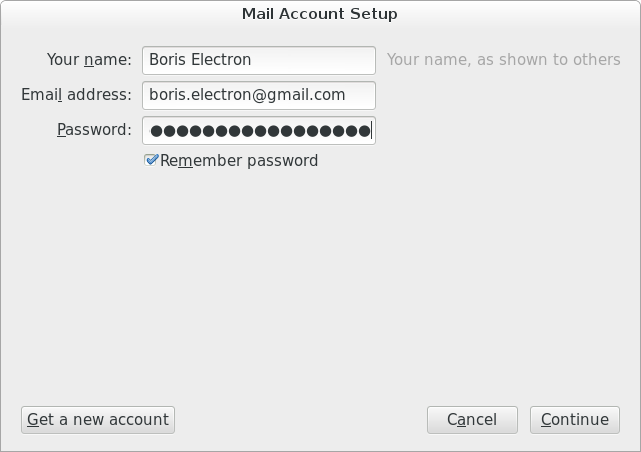 Mail Account Setup
Your name: Boris Electron Your name, as shown to others
Email address: boris.electron@gmail.com
Password: ●●●●●●●●●●●●●●●●●
Remember password
Get a new account Cancel Continue